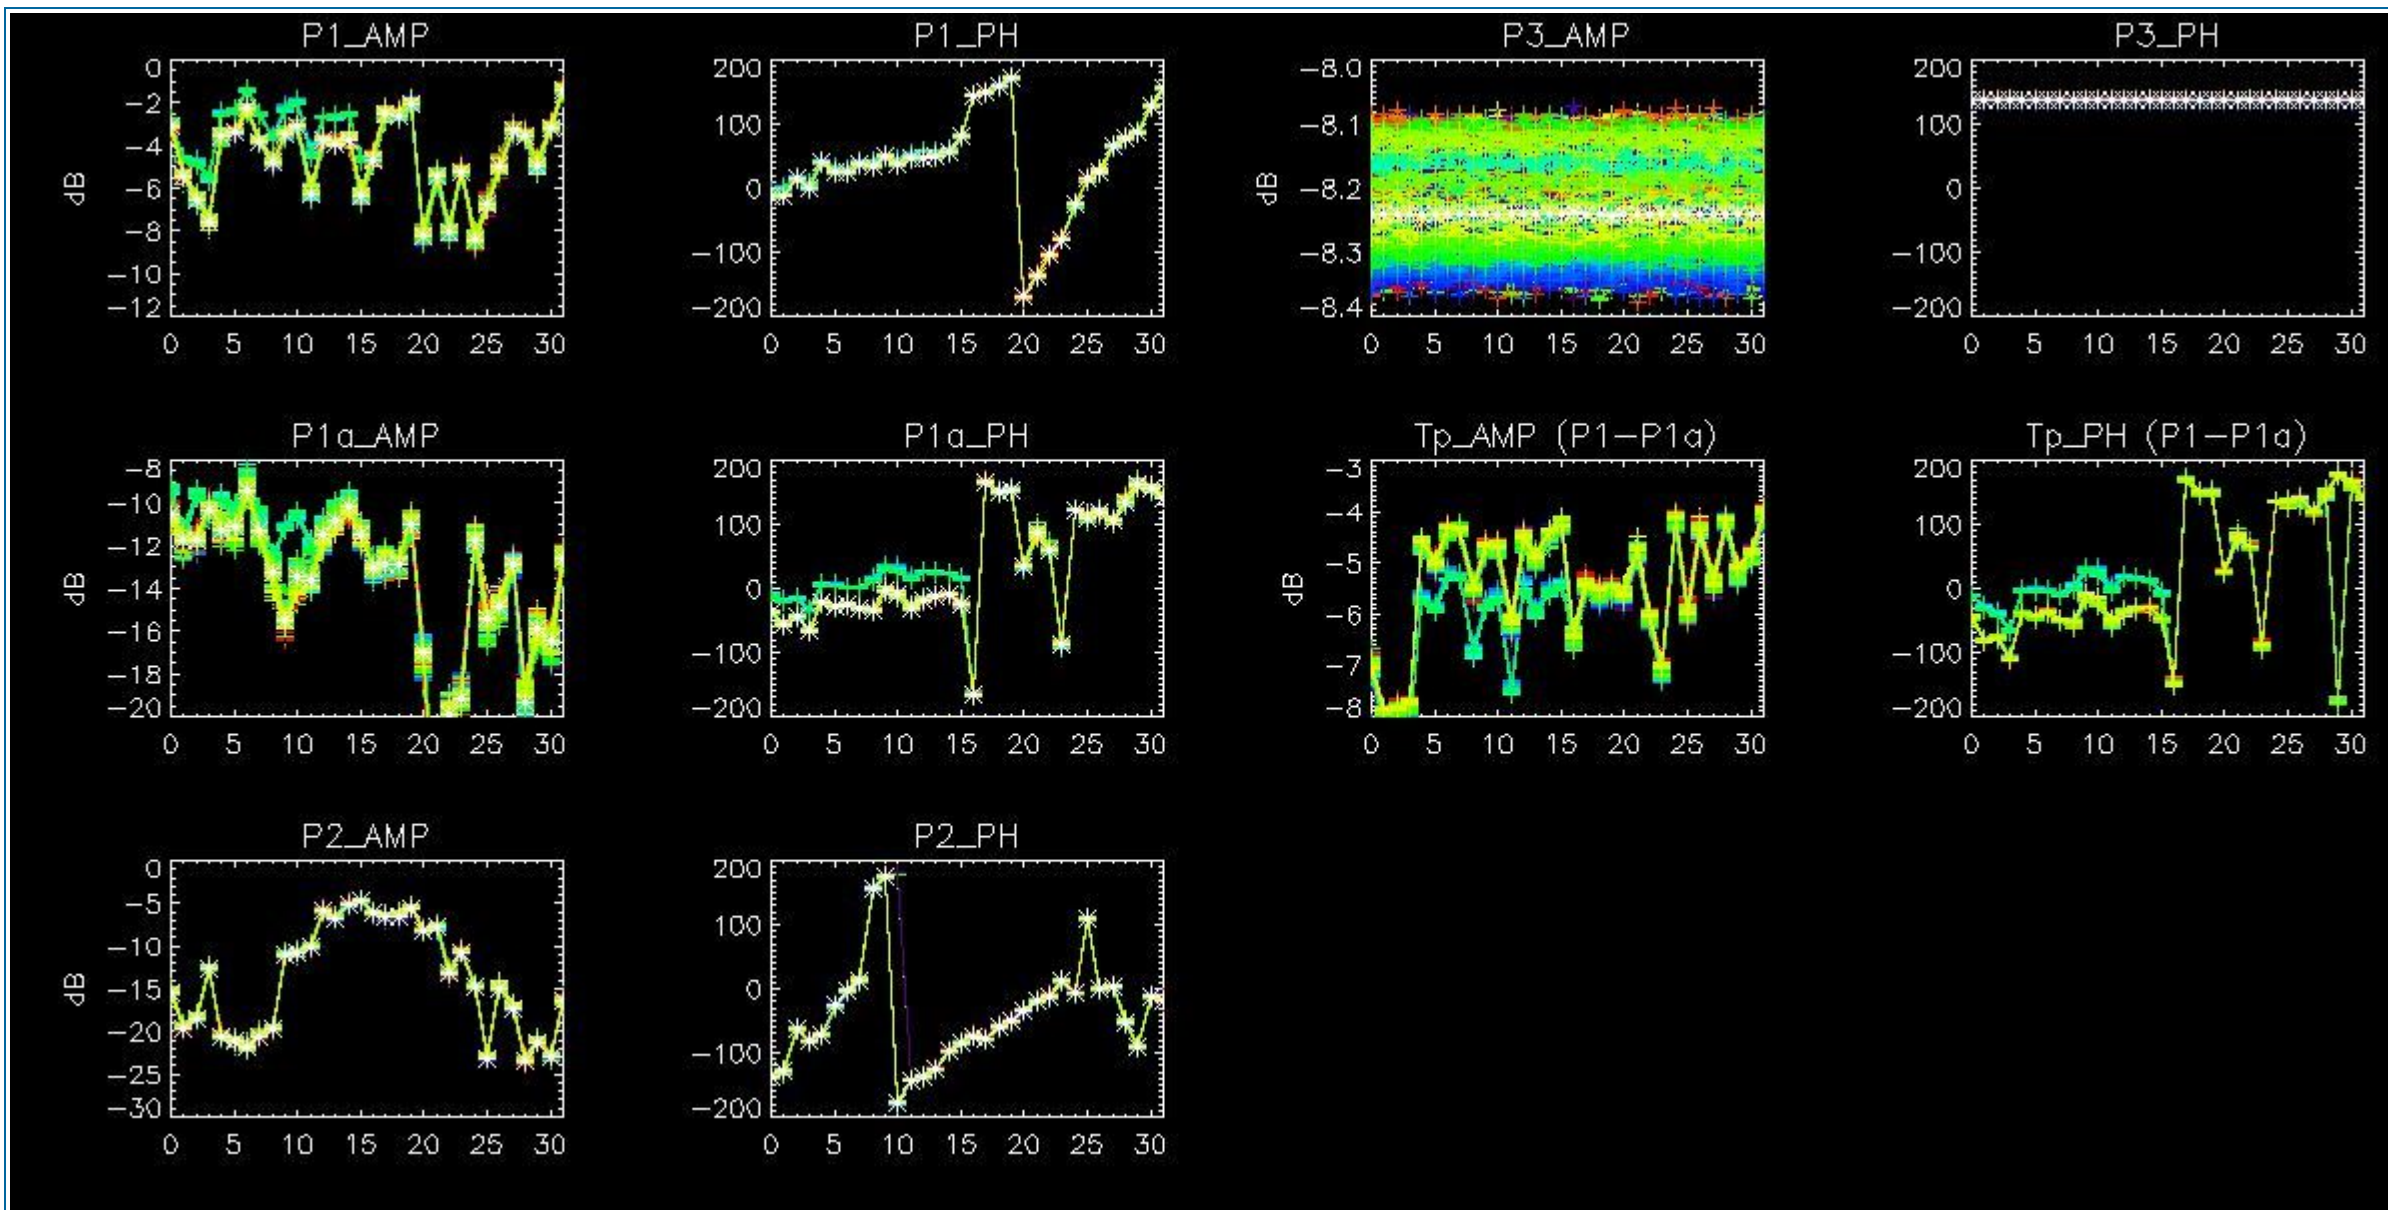 P1_AMP P1_PH P3_AMP P3_PH
0 200 -8.0 200
-2 100 -8.1 100
-4 0 -8.2 0
-6 -100 -8.3 -100
-8 -200 -8.4 -200
-10
-12
dB dB
0 5 10 15 20 25 30 0 5 10 15 20 25 30 0 5 10 15 20 25 30 0 5 10 15 20 25 30
P1a_AMP P1a_PH Tp_AMP (P1-P1a) Tp_PH (P1-P1a)
-8 200 -3 200
-10 100 -4 100
-12 0 -5 0
-14 -100 -6 -100
-16 -200 -7 -200
-18 -8
-20
dB dB
0 5 10 15 20 25 30 0 5 10 15 20 25 30 0 5 10 15 20 25 30 0 5 10 15 20 25 30
P2_AMP P2_PH
0 200
-5 100
-10 0
-15 -100
-20 -200
-25
-30
dB
0 5 10 15 20 25 30 0 5 10 15 20 25 30